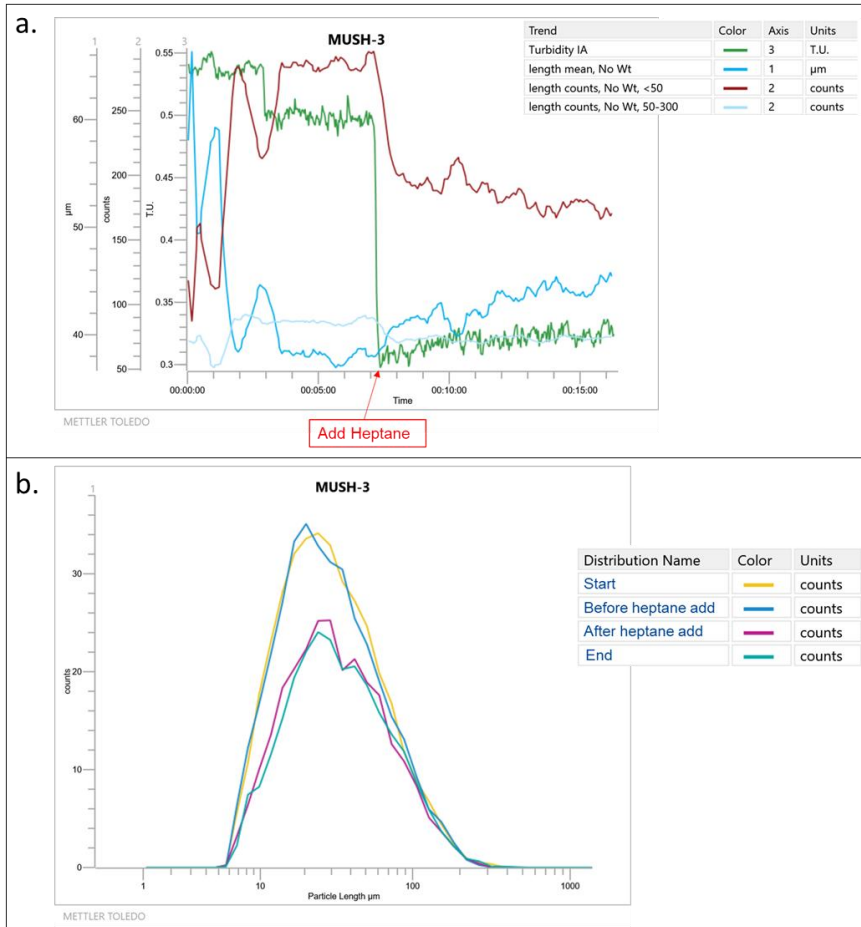 a.
MUSH-3
1 2 3
Trend Color Axis Units
Turbidity IA 3 T.U.
length mean, No Wt 1 µm
length counts, No Wt, <50 2 counts
length counts, No Wt, 50-300 2 counts
0.55
250
60
0.5
200
0.45
µm
counts
T.U.
50
0.4
150
0.35
100
40
50
0.3
00:00:00 00:05:00 00:10:00 00:15:00
Time
METTLER TOLEDO
Add Heptane
b.
MUSH-3
1
Distribution Name Color Units
Start counts
Before heptane add counts
After heptane add counts
End counts
30
20
counts
10
0
1 10 100 1000
Particle Length µm
METTLER TOLEDO